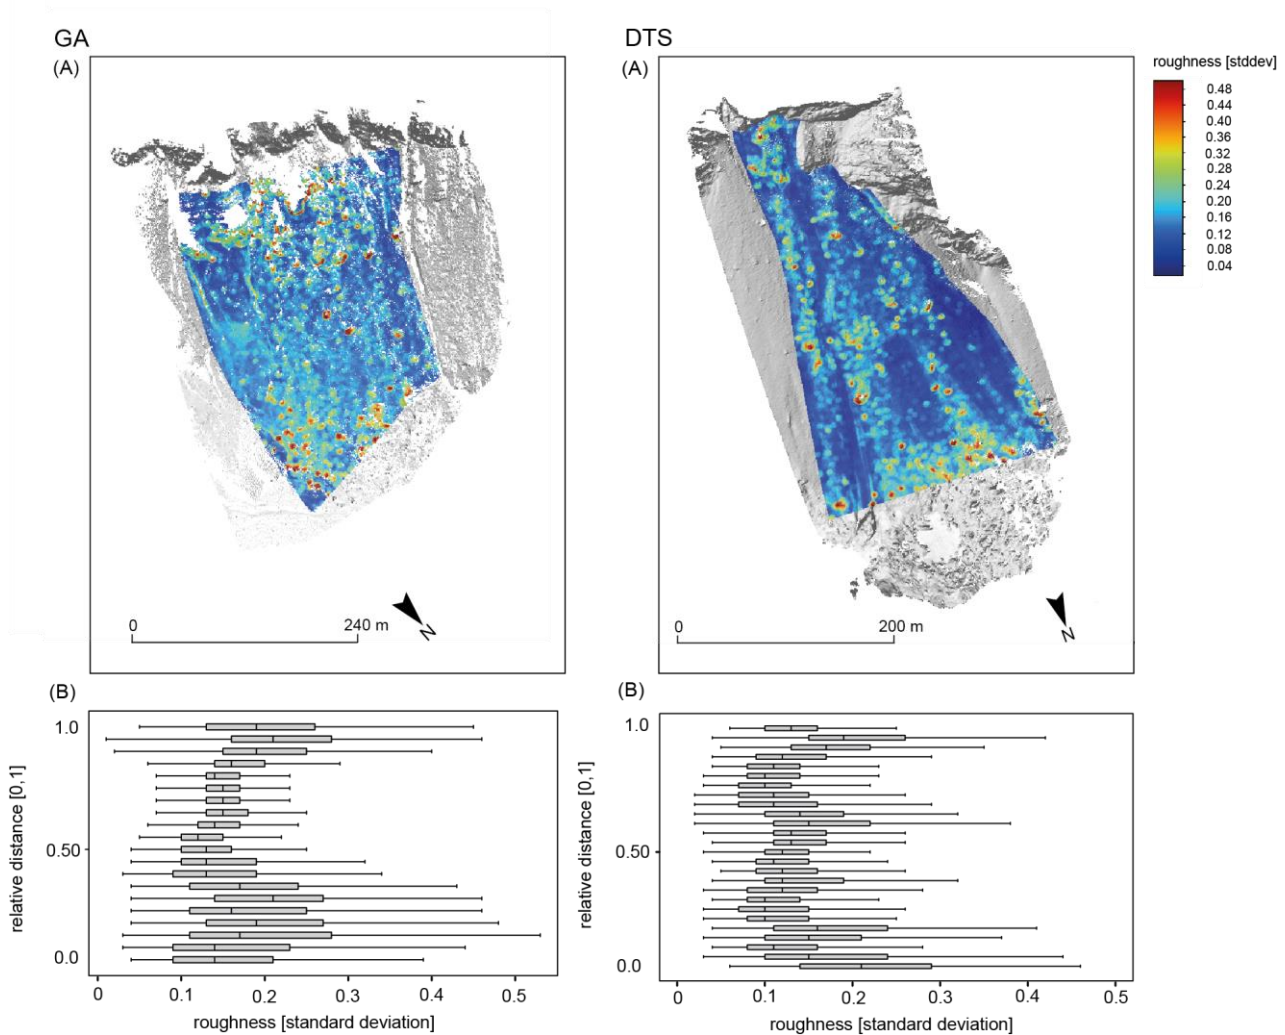 GA
DTS
(A)
(A)
roughness [stddev]
0.48
0.40
0.36
0.32
0.28
0.24
0.20
0.16
0.12
0.08
0.04
0
240 m
N
0
200 m
N
(B)
(B)
1.0
0.50
0.0
relative distance [0,1]
0
0.1
0.2
0.3
0.4
0.5
roughness [standard deviation]
1.0
0.50
0.0
relative distance [0,1]
0
0.1
0.2
0.3
0.4
0.5
roughness [standard deviation]